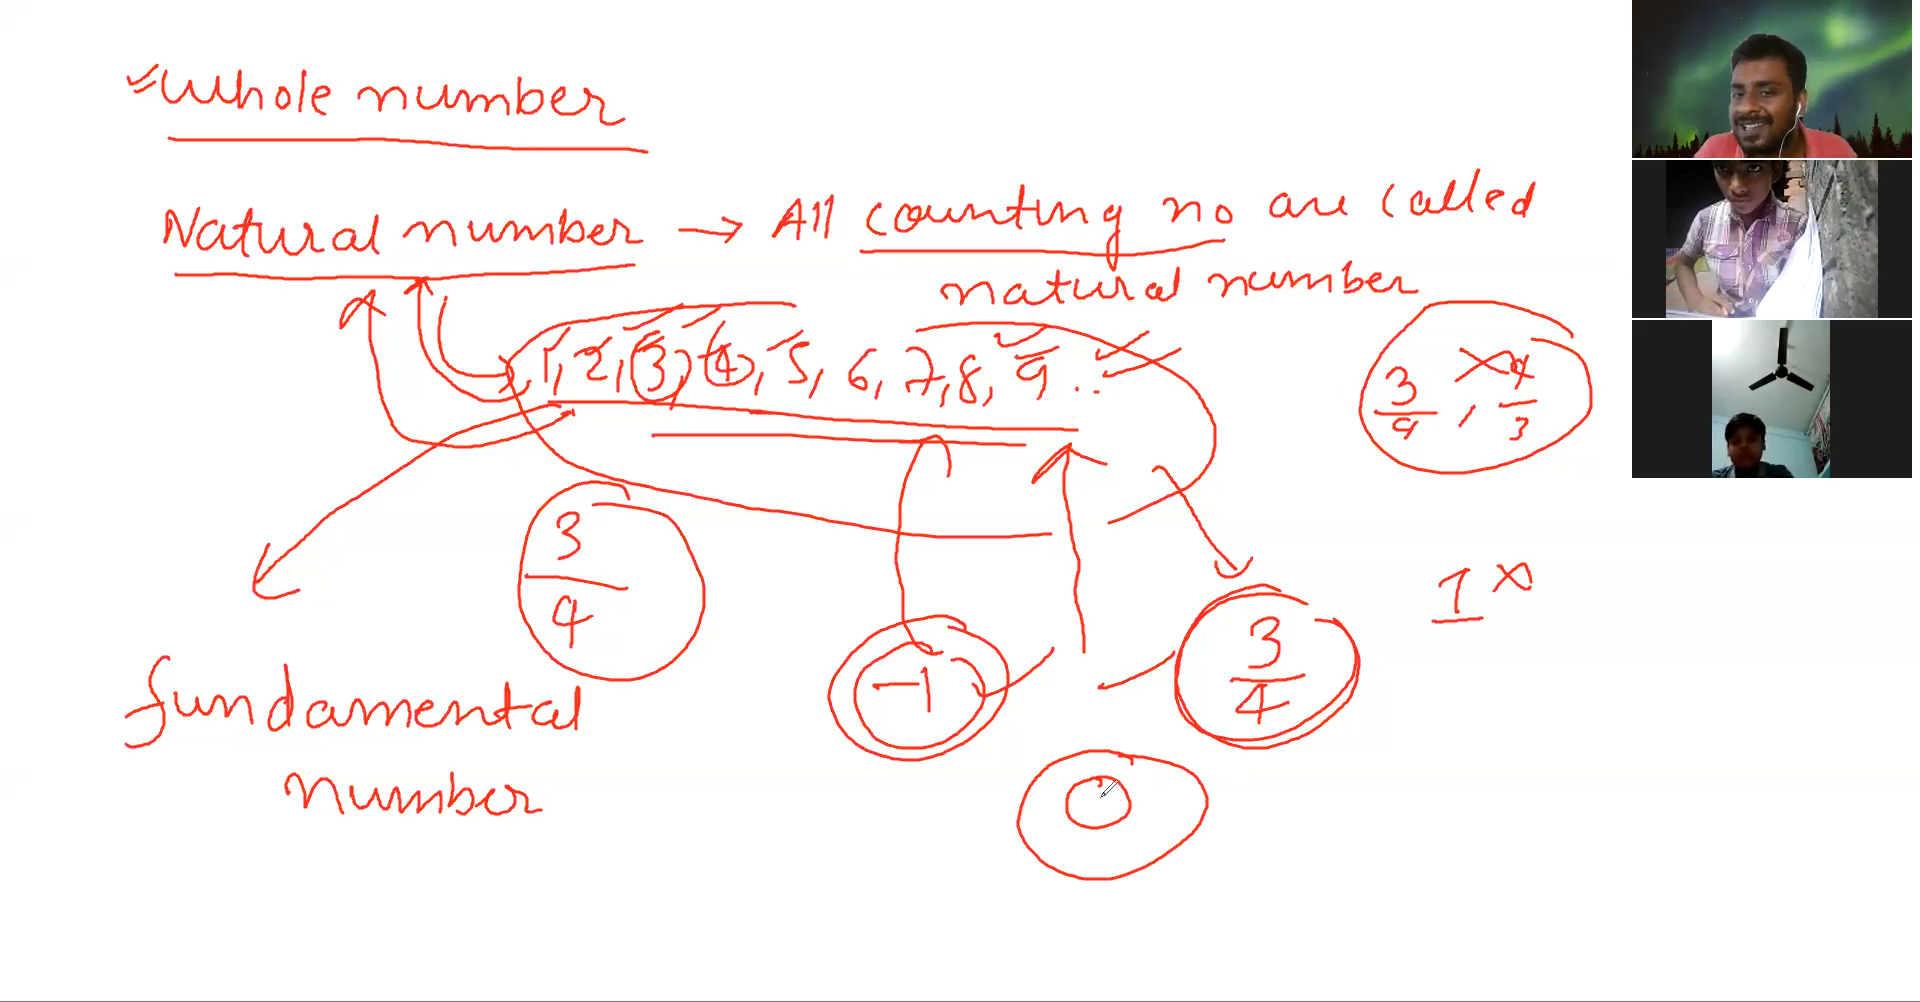 Whole number
Natural number → All counting no are called
natural number
1, 2, 3, 4, 5, 6, 7, 8, 9 ..
3/9, 4/3
3/4
-1
3/4
1 ×
fundamental
number
0